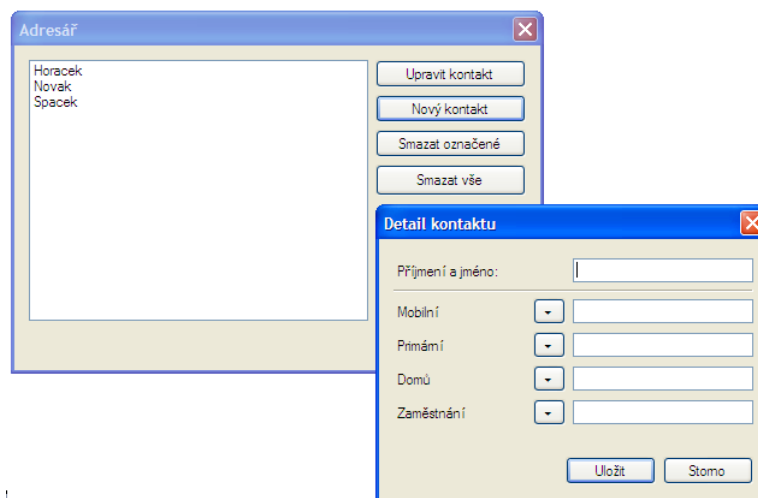 Adresář
Horacek
Novak
Spacek
Upravit kontakt
Nový kontakt
Smazat označené
Smazat vše
Detail kontaktu
Příjmení a jméno:
Mobilní
Primární
Domů
Zaměstnání
Uložit
Storno